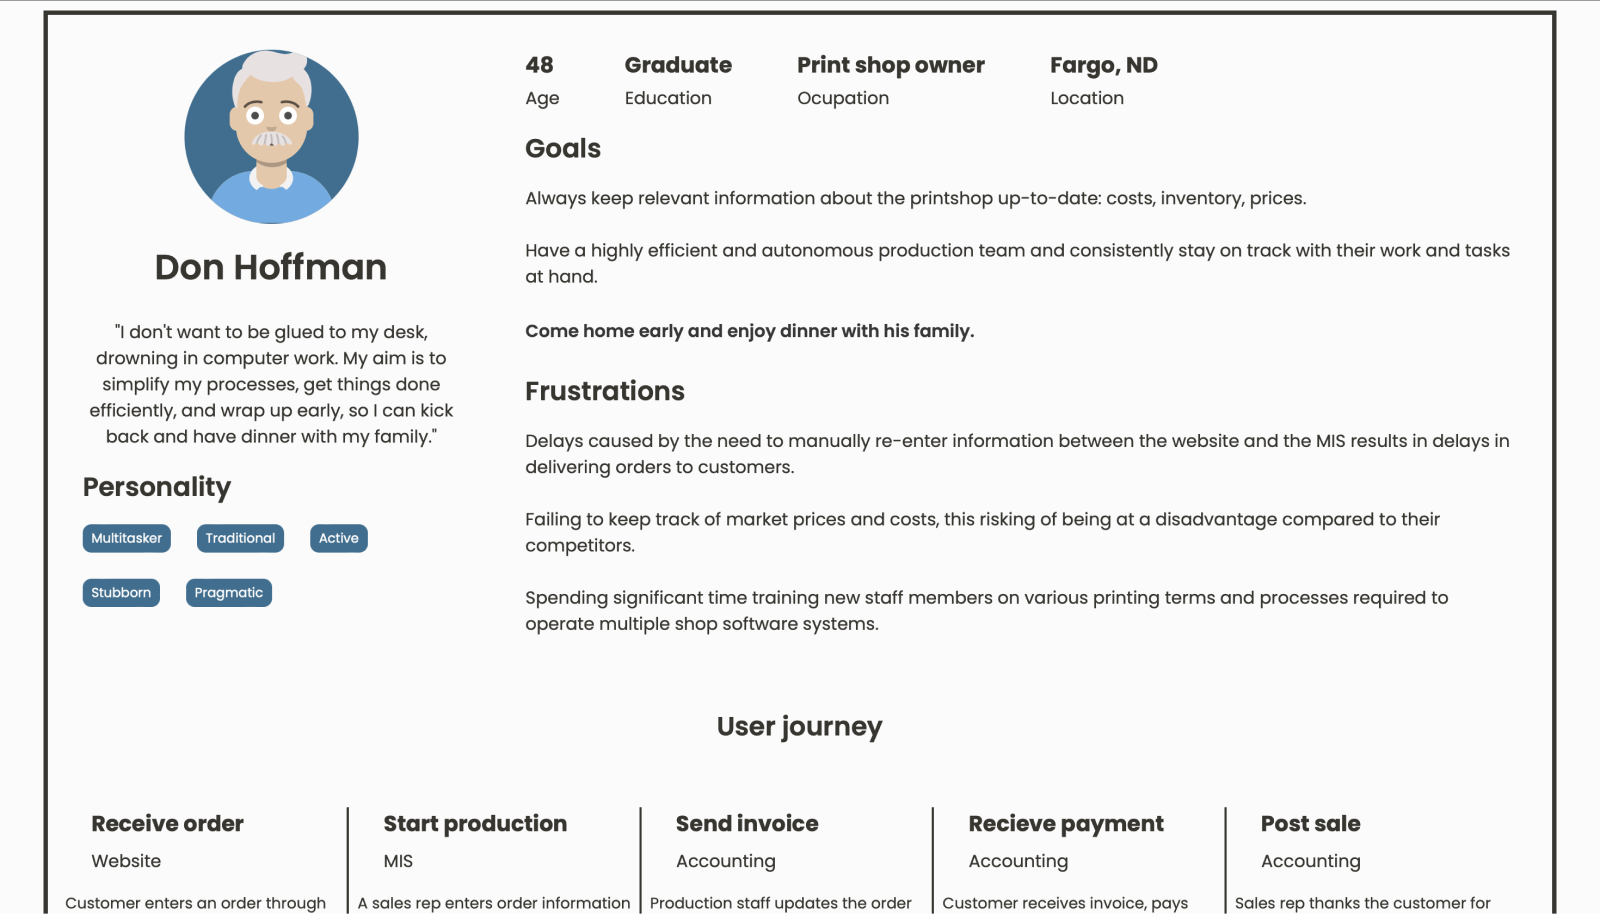 48
Age
Graduate
Education
Print shop owner
Ocupation
Fargo, ND
Location
Don Hoffman
"I don't want to be glued to my desk,
drowning in computer work. My aim is to
simplify my processes, get things done
efficiently, and wrap up early, so I can kick
back and have dinner with my family."
Personality
Multitasker
Traditional
Active
Stubborn
Pragmatic
Goals
Always keep relevant information about the printshop up-to-date: costs, inventory, prices.
Have a highly efficient and autonomous production team and consistently stay on track with their work and tasks
at hand.
Come home early and enjoy dinner with his family.
Frustrations
Delays caused by the need to manually re-enter information between the website and the MIS results in delays in
delivering orders to customers.
Failing to keep track of market prices and costs, this risking of being at a disadvantage compared to their
competitors.
Spending significant time training new staff members on various printing terms and processes required to
operate multiple shop software systems.
User journey
Receive order
Website
Customer enters an order through
Start production
MIS
A sales rep enters order information
Send invoice
Accounting
Production staff updates the order
Recieve payment
Accounting
Customer receives invoice, pays
Post sale
Accounting
Sales rep thanks the customer for